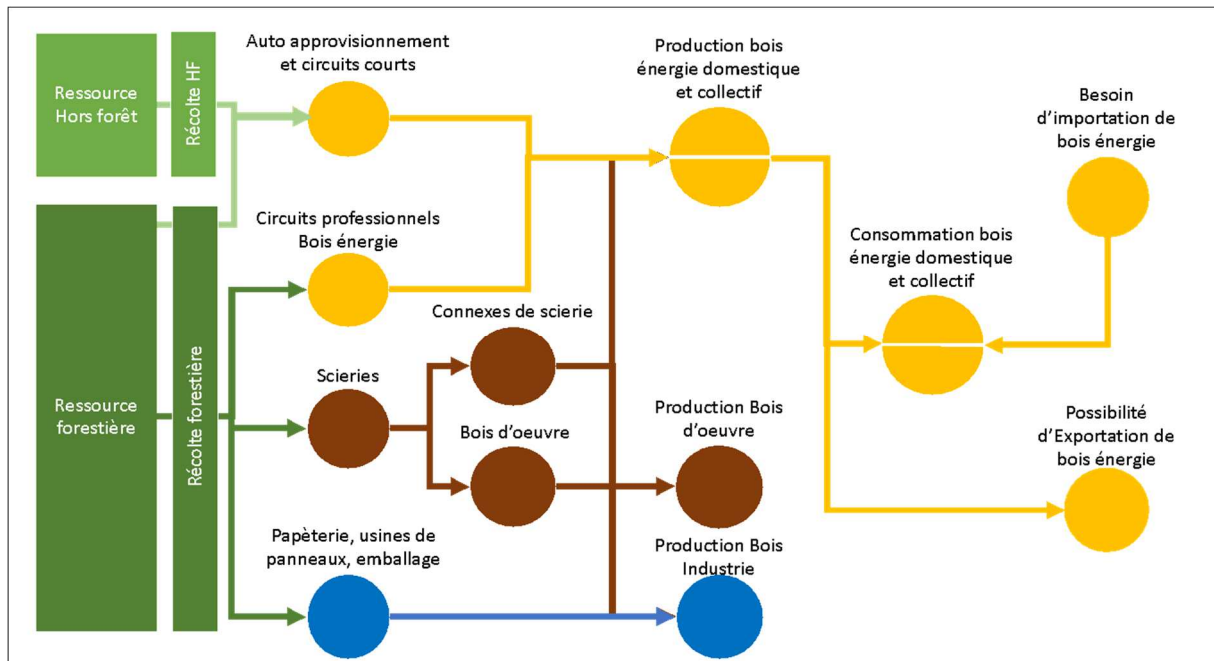 Ressource
Hors forêt
Récolte HF
Auto approvisionnement
et circuits courts
Production bois
énergie domestique
et collectif
Besoin
d'importation de
bois énergie
Circuits professionnels
Bois énergie
Consommation bois
énergie domestique
et collectif
Connexes de scierie
Ressource
forestière
Récolte forestière
Scieries
Bois d'oeuvre
Production Bois
d'oeuvre
Possibilité
d'Exportation de
bois énergie
Papèterie, usines de
panneaux, emballage
Production Bois
Industrie